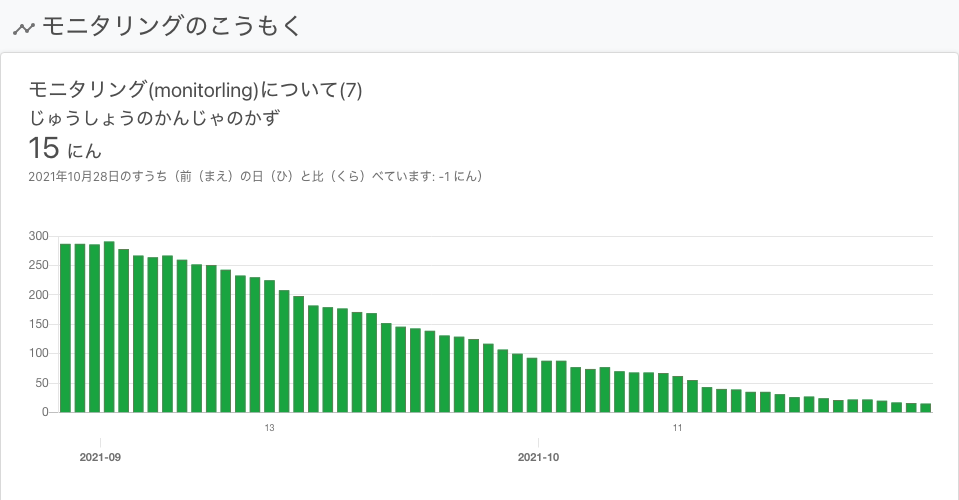 モニタリングのこうもく
モニタリング(monitorling)について(7)
じゅうしょうのかんじゃのかず
15 にん
2021年10月28日のすうち（前（まえ）の日（ひ）と比（くら）べています: -1 にん）
300
250
200
150
100
50
0
13
11
2021-09
2021-10